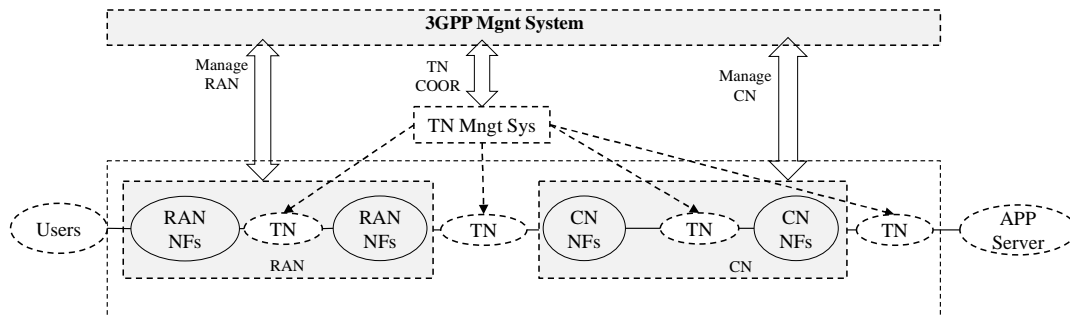 3GPP Mgnt System
Manage
RAN
TN
COOR
Manage
CN
TN Mngt Sys
Users
RAN
NFs
TN
RAN
NFs
TN
CN
NFs
TN
CN
NFs
TN
APP
Server
RAN
CN